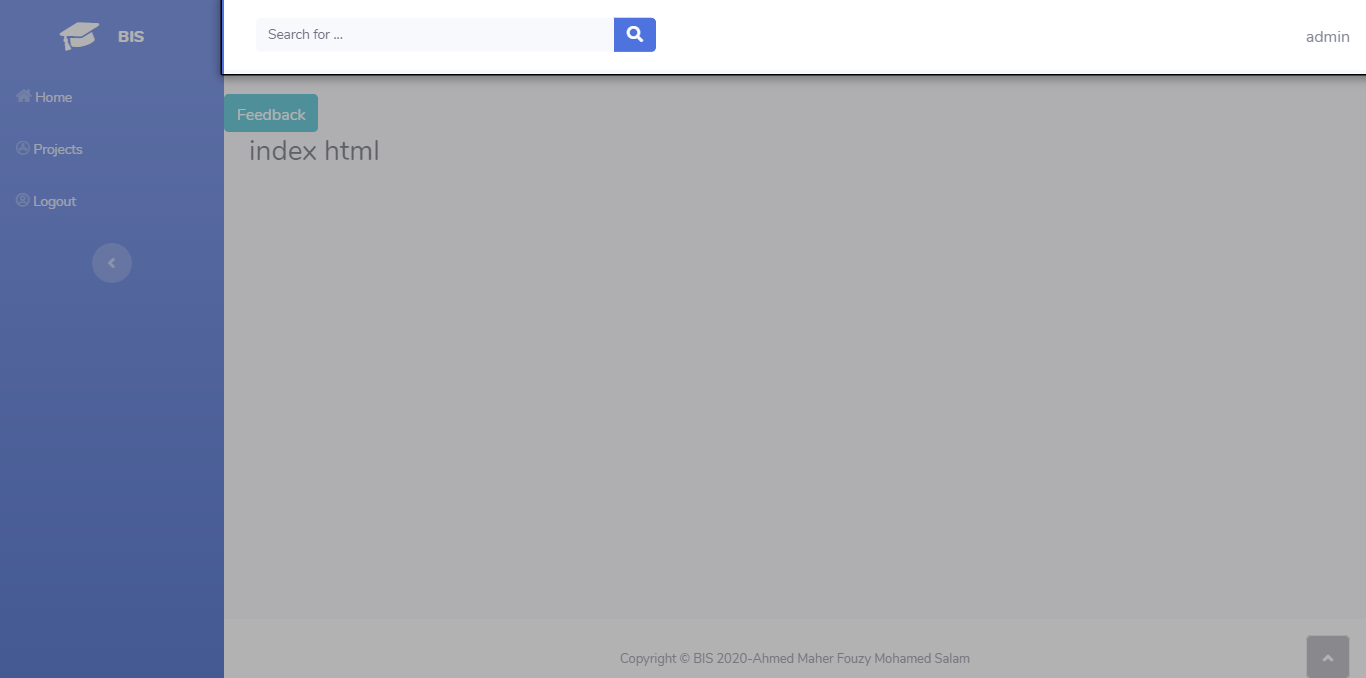 BIS
Search for ...
admin
Home
Projects
Logout
Feedback
index html
Copyright © BIS 2020-Ahmed Maher Fouzy Mohamed Salam